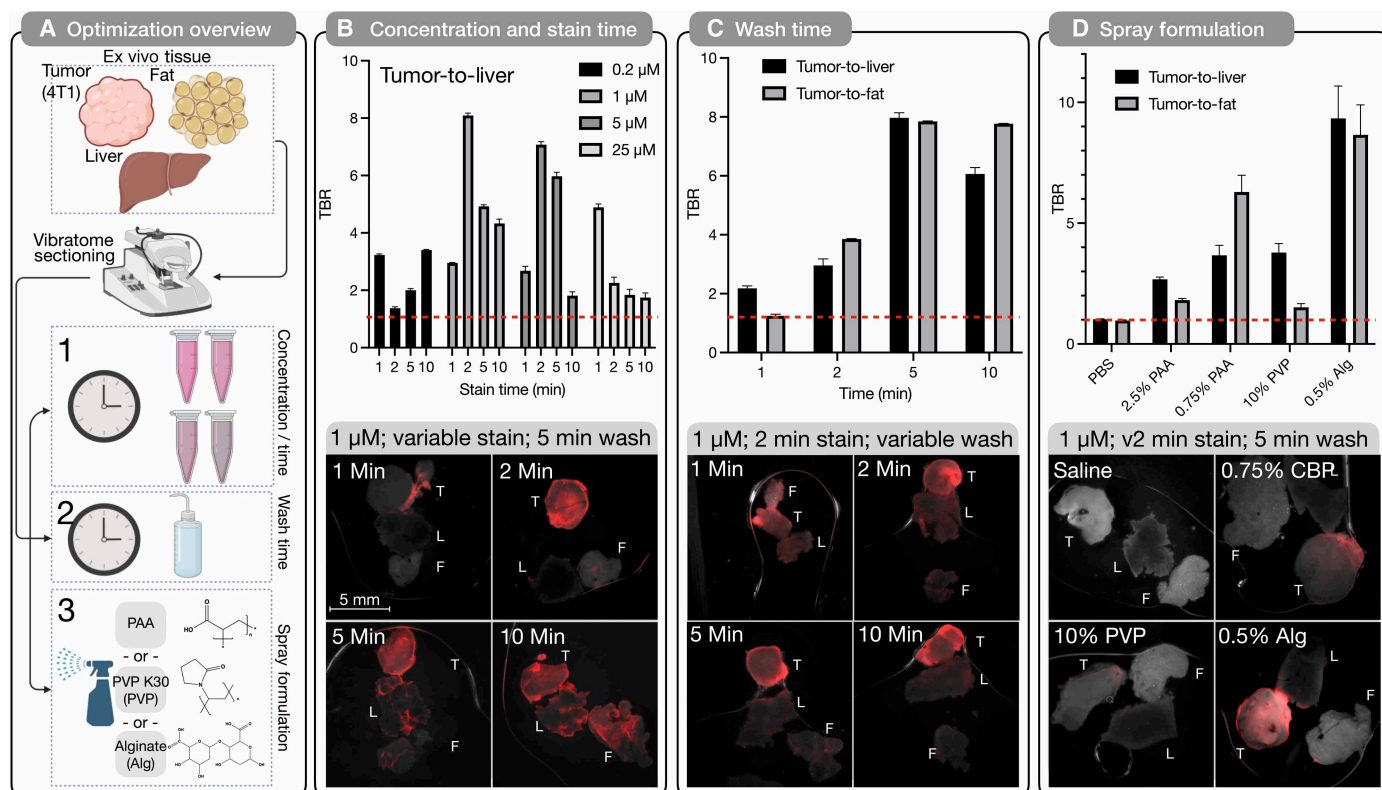 A Optimization overview
Ex vivo tissue
Tumor
(4T1)
Fat
Liver
Vibratome
sectioning
1
Concentration / time
2
Wash time
3
PAA
- or -
PVP K30
(PVP)
- or -
Alginate
(Alg)
Spray formulation
B Concentration and stain time
Tumor-to-liver
0.2 µM
1 µM
5 µM
25 µM
TBR
10
8
6
4
2
0
1 2 5 10 1 2 5 10 1 2 5 10 1 2 5 10
Stain time (min)
1 µM; variable stain; 5 min wash
1 Min
T
L
F
5 mm
2 Min
T
L
F
5 Min
T
L
F
10 Min
T
L
F
C Wash time
Tumor-to-liver
Tumor-to-fat
TBR
10
8
6
4
2
0
1 2 5 10
Time (min)
1 µM; 2 min stain; variable wash
1 Min
F
T
L
2 Min
T
L
F
5 Min
T
L
F
10 Min
T
L
F
D Spray formulation
Tumor-to-liver
Tumor-to-fat
TBR
10
5
0
PBS
2.5% PAA
0.75% PAA
10% PVP
0.5% Alg
1 µM; v2 min stain; 5 min wash
Saline
T
L
F
0.75% CBP
L
F
T
10% PVP
T
F
L
0.5% Alg
L
F
T